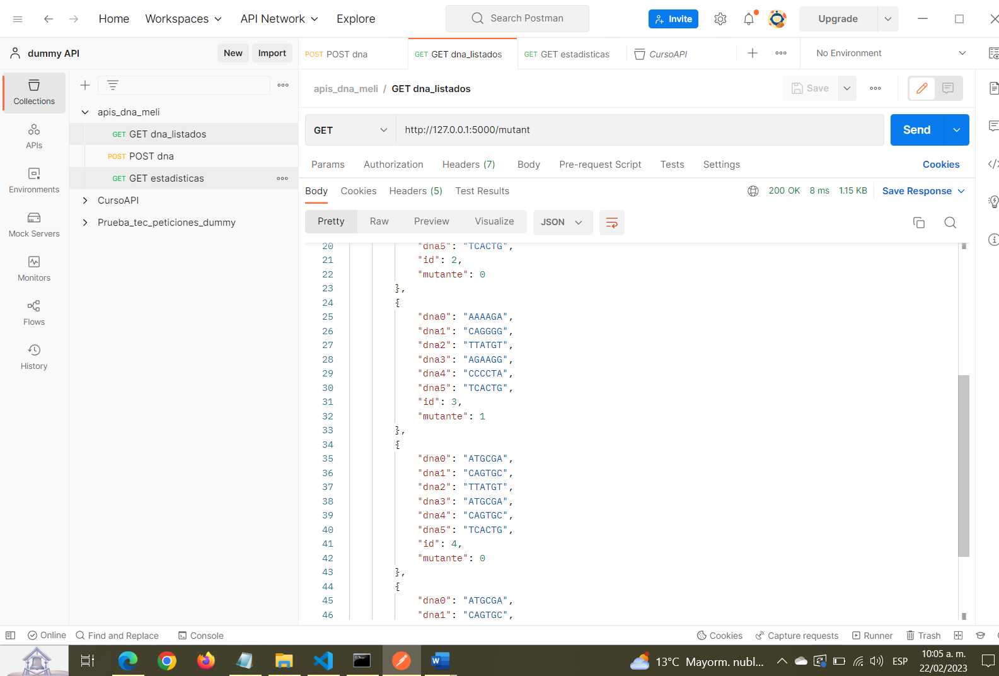 Home Workspaces API Network Explore Search Postman Invite Upgrade
dummy API New Import POST POST dna GET GET dna_listados GET GET estadisticas CursoAPI No Environment
Collections
APIs
Environments
Mock Servers
Monitors
Flows
History
apis_dna_meli
GET GET dna_listados
POST POST dna
GET GET estadisticas
CursoAPI
Prueba_tec_peticiones_dummy
apis_dna_meli / GET dna_listados Save
GET http://127.0.0.1:5000/mutant Send
Params Authorization Headers (7) Body Pre-request Script Tests Settings Cookies
Body Cookies Headers (5) Test Results 200 OK 8 ms 1.15 KB Save Response
Pretty Raw Preview Visualize JSON
20 "dna5": "TCACTG",
21 "id": 2,
22 "mutante": 0
23 },
24 {
25 "dna0": "AAAAGA",
26 "dna1": "CAGGGG",
27 "dna2": "TTATGT",
28 "dna3": "AGAAGG",
29 "dna4": "CCCCTA",
30 "dna5": "TCACTG",
31 "id": 3,
32 "mutante": 1
33 },
34 {
35 "dna0": "ATGCGA",
36 "dna1": "CAGTGC",
37 "dna2": "TTATGT",
38 "dna3": "ATGCGA",
39 "dna4": "CAGTGC",
40 "dna5": "TCACTG",
41 "id": 4,
42 "mutante": 0
43 },
44 {
45 "dna0": "ATGCGA",
46 "dna1": "CAGTGC",
Online Find and Replace Console Cookies Capture requests Runner Trash
13°C Mayorm. nubl... ESP 10:05 a. m.
22/02/2023